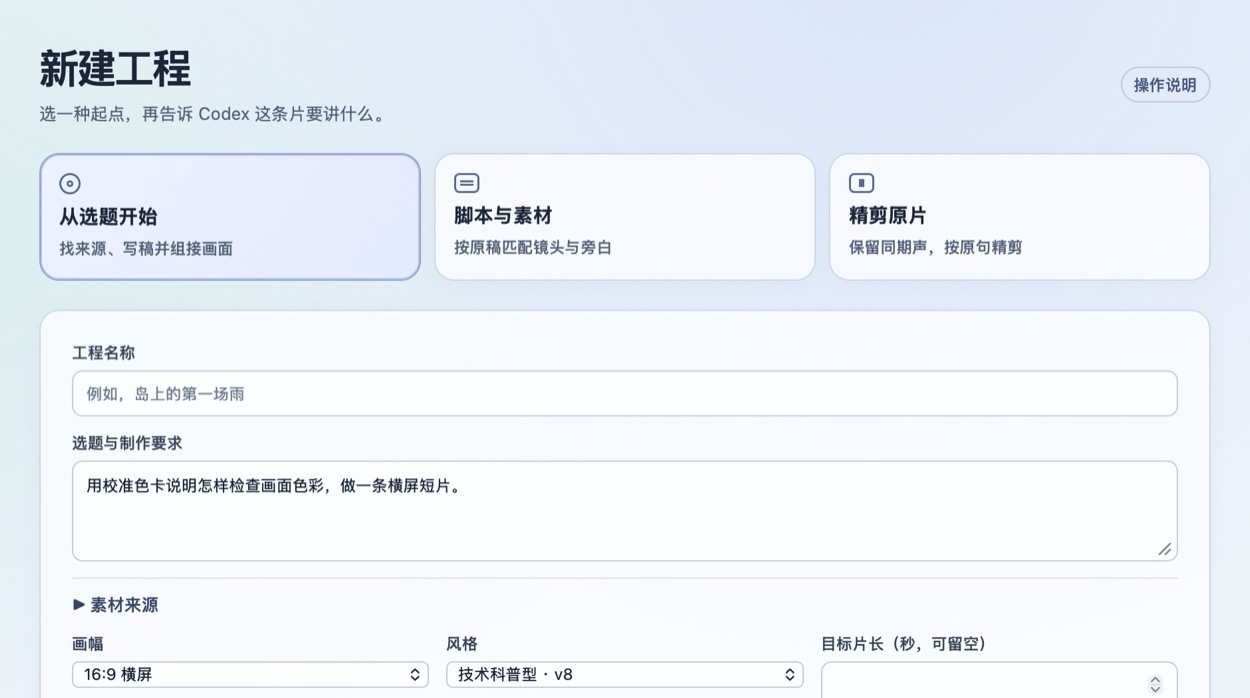 新建工程
操作说明
选一种起点，再告诉 Codex 这条片要讲什么。
从选题开始
找来源、写稿并组接画面
脚本与素材
按原稿匹配镜头与旁白
精剪原片
保留同期声，按原句精剪
工程名称
例如，岛上的第一场雨
选题与制作要求
用校准色卡说明怎样检查画面色彩，做一条横屏短片。
素材来源
画幅
风格
目标片长（秒，可留空）
16:9 横屏
技术科普型 · v8